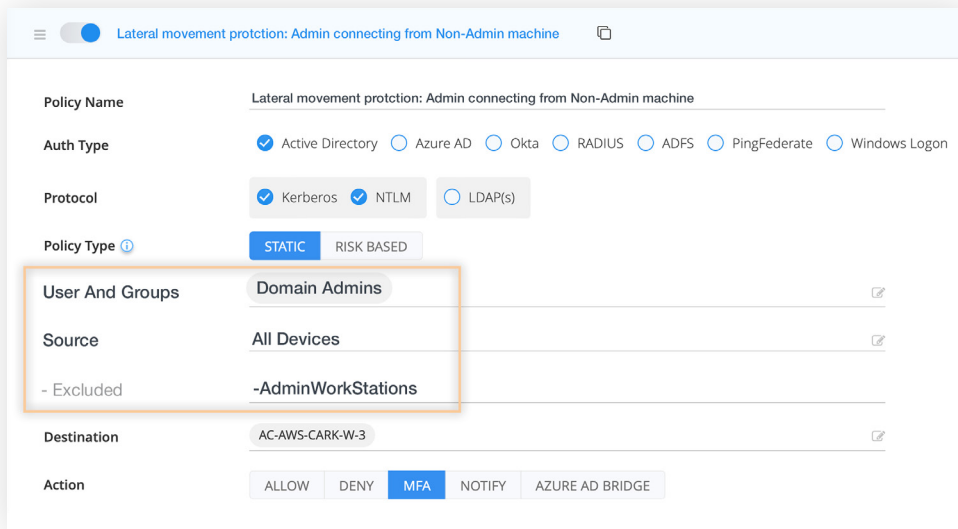 Lateral movement protction: Admin connecting from Non-Admin machine
Policy Name Lateral movement protction: Admin connecting from Non-Admin machine
Auth Type Active Directory Azure AD Okta RADIUS ADFS PingFederate Windows Logon
Protocol Kerberos NTLM LDAP(s)
Policy Type STATIC RISK BASED
User And Groups Domain Admins
Source All Devices
- Excluded -AdminWorkStations
Destination AC-AWS-CARK-W-3
Action ALLOW DENY MFA NOTIFY AZURE AD BRIDGE